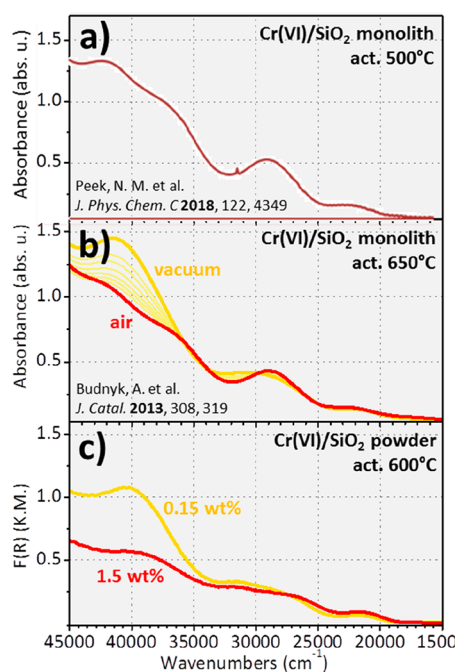 a)
Cr(VI)/SiO₂ monolith
act. 500°C
Absorbance (abs. u.)
1.5
1.0
0.5
Peek, N. M. et al.
J. Phys. Chem. C 2018, 122, 4349
b)
Cr(VI)/SiO₂ monolith
act. 650°C
Absorbance (abs. u.)
1.5
1.0
0.5
vacuum
air
Budnyk, A. et al.
J. Catal. 2013, 308, 319
c)
Cr(VI)/SiO₂ powder
act. 600°C
F(R) (K.M.)
1.0
0.5
0.15 wt%
1.5 wt%
45000 40000 35000 30000 25000 20000 15000
Wavenumbers (cm⁻¹)